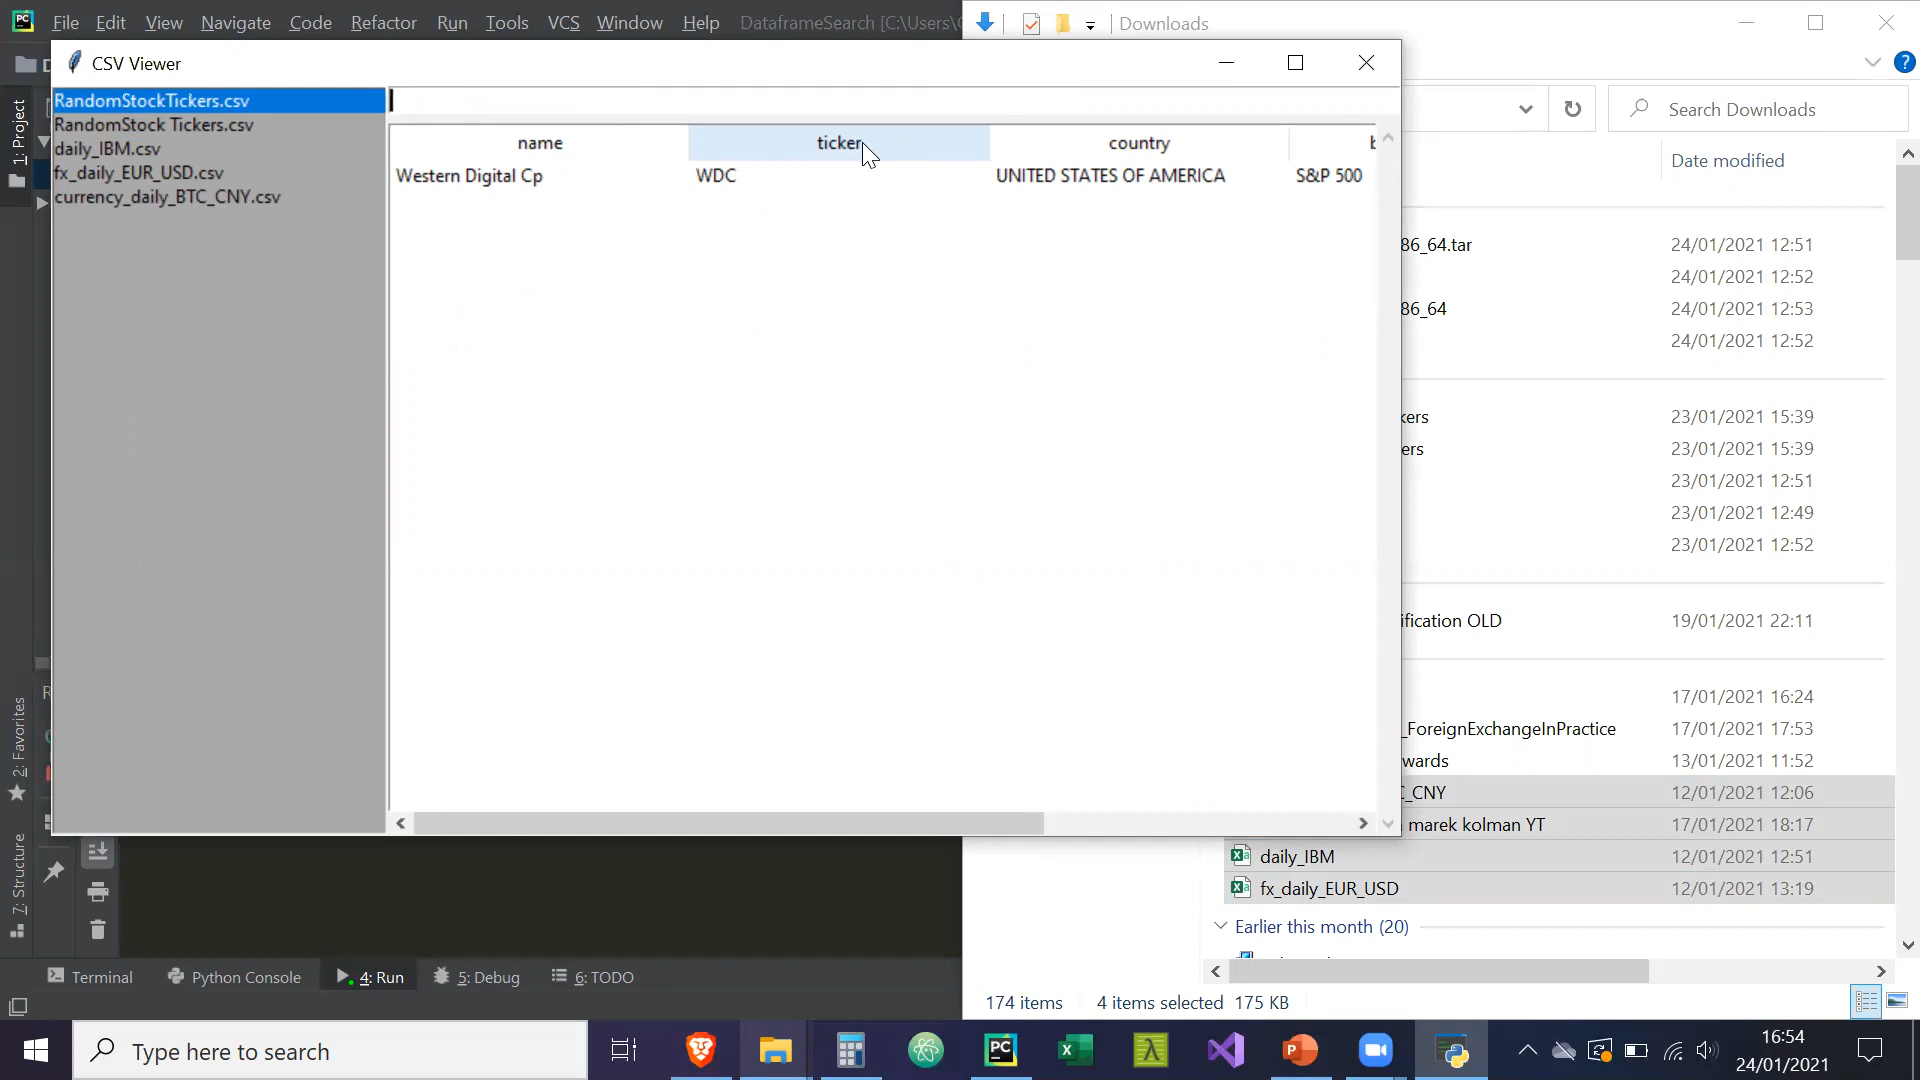 File Edit View Navigate Code Refactor Run Tools VCS Window Help DataframeSearch [C:\Users\
Downloads
CSV Viewer
RandomStockTickers.csv
RandomStock Tickers.csv
daily_IBM.csv
fx_daily_EUR_USD.csv
currency_daily_BTC_CNY.csv
name ticker country b
Western Digital Cp WDC UNITED STATES OF AMERICA S&P 500
1: Project
2: Favorites
7: Structure
Search Downloads
Date modified
86_64.tar 24/01/2021 12:51
24/01/2021 12:52
86_64 24/01/2021 12:53
24/01/2021 12:52
kers 23/01/2021 15:39
ers 23/01/2021 15:39
23/01/2021 12:51
23/01/2021 12:49
23/01/2021 12:52
ification OLD 19/01/2021 22:11
17/01/2021 16:24
_ForeignExchangeInPractice 17/01/2021 17:53
wards 13/01/2021 11:52
C_CNY 12/01/2021 12:06
marek kolman YT 17/01/2021 18:17
daily_IBM 12/01/2021 12:51
fx_daily_EUR_USD 12/01/2021 13:19
Earlier this month (20)
174 items 4 items selected 175 KB
Terminal Python Console 4: Run 5: Debug 6: TODO
Type here to search
16:54
24/01/2021